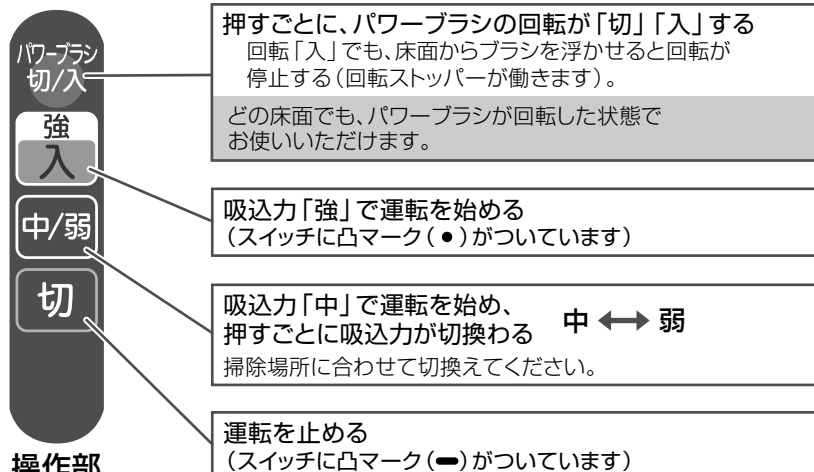 パワーブラシ
切/入
強
入
中/弱
切
操作部
押すごとに、パワーブラシの回転が「切」「入」する
回転「入」でも、床面からブラシを浮かせると回転が
停止する(回転ストッパーが働きます)。
どの床面でも、パワーブラシが回転した状態で
お使いいただけます。
吸込力「強」で運転を始める
(スイッチに凸マーク(●)がついています)
吸込力「中」で運転を始め、
押すごとに吸込力が切換わる 中 ⟷ 弱
掃除場所に合わせて切換えてください。
運転を止める
(スイッチに凸マーク(━)がついています)